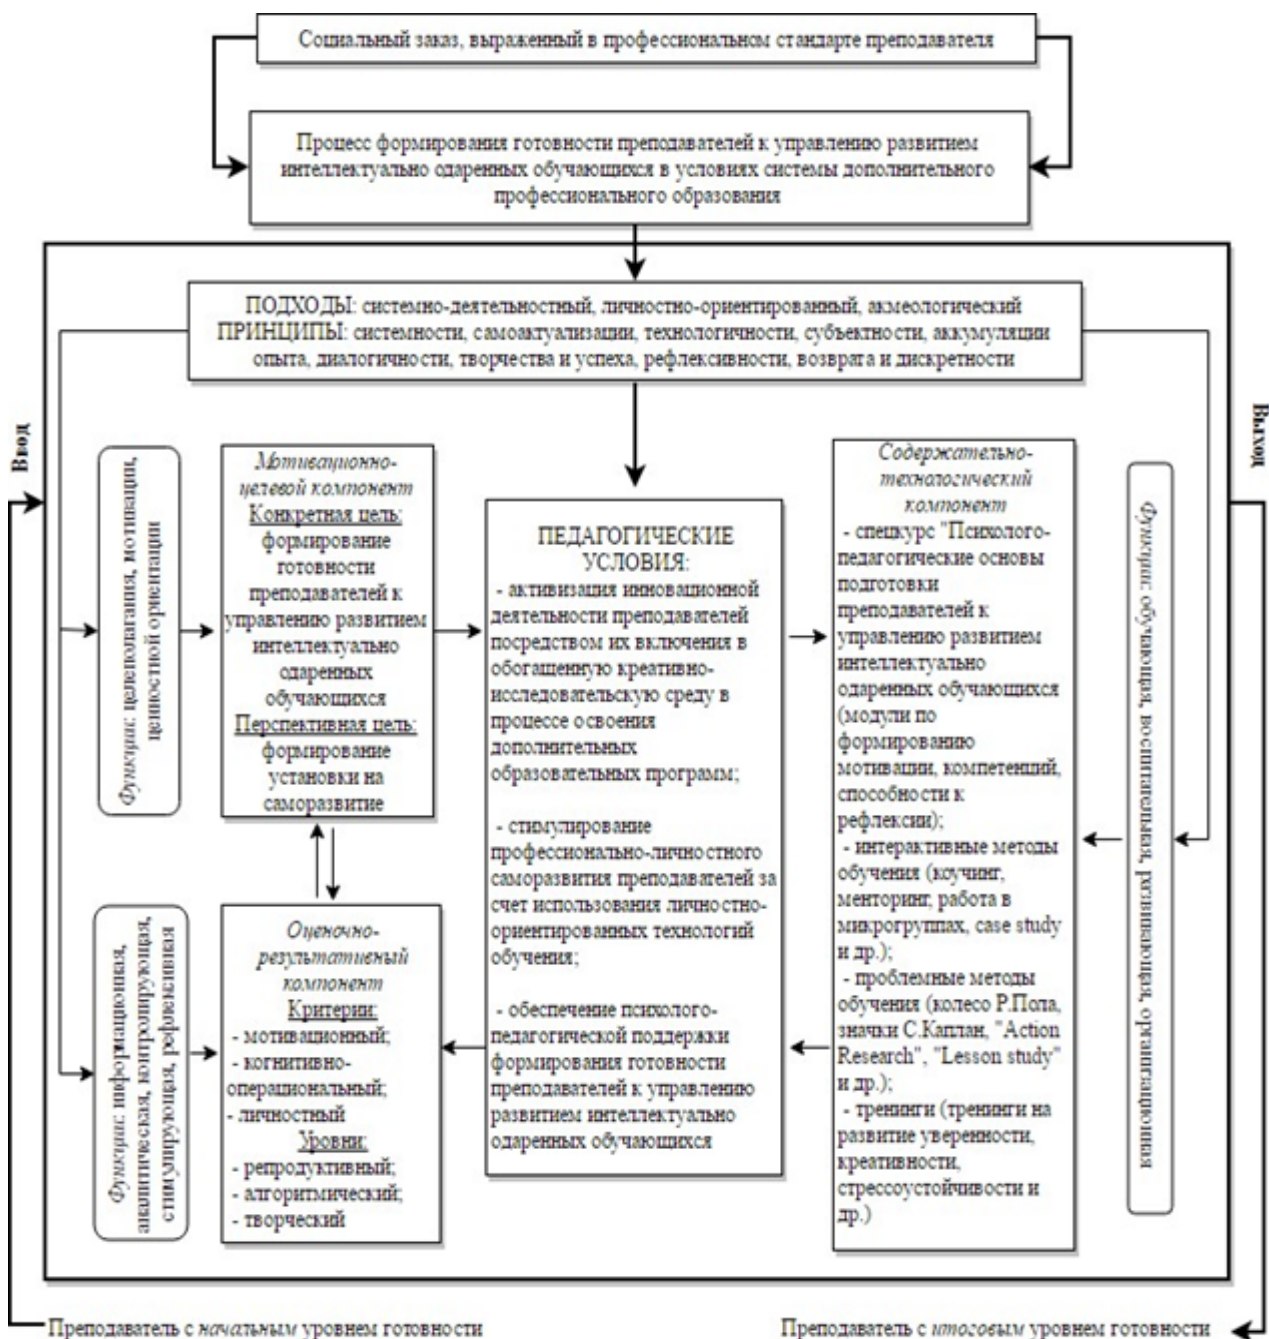 Социальный заказ, выраженный в профессиональном стандарте преподавателя
Процесс формирования готовности преподавателей к управлению развитием
интеллектуально одаренных обучающихся в условиях системы дополнительного
профессионального образования
ПОДХОДЫ: системно-деятельностный, личностно-ориентированный, акмеологический
ПРИНЦИПЫ: системности, самоактуализации, технологичности, субъектности, аккумуляции
опыта, диалогичности, творчества и успеха, рефлексивности, возврата и дискретности
Ввод
Функции: целеполагания, мотивации,
ценностной ориентации
Мотивационно-
целевой компонент
Конкретная цель:
формирование
готовности
преподавателей к
управлению развитием
интеллектуально
одаренных
обучающихся
Перспективная цель:
формирование
установки на
саморазвитие
Функции: информационная,
аналитическая, контролирующая,
стимулирующая, рефлексивная
Оценочно-
результативный
компонент
Критерии:
- мотивационный;
- когнитивно-
операциональный;
- личностный
Уровни:
- репродуктивный;
- алгоритмический;
- творческий
ПЕДАГОГИЧЕСКИЕ
УСЛОВИЯ:
- активизация инновационной
деятельности преподавателей
посредством их включения в
обогащенную креативно-
исследовательскую среду в
процессе освоения
дополнительных
образовательных программ;
- стимулирование
профессионально-личностного
саморазвития преподавателей за
счет использования личностно-
ориентированных технологий
обучения;
- обеспечение психолого-
педагогической поддержки
формирования готовности
преподавателей к управлению
развитием интеллектуально
одаренных обучающихся
Содержательно-
технологический
компонент
- спецкурс "Психолого-
педагогические основы
подготовки
преподавателей к
управлению развитием
интеллектуально
одаренных обучающихся
(модули по
формированию
мотивации, компетенций,
способности к
рефлексии);
- интерактивные методы
обучения (коучинг,
менторинг, работа в
микрогруппах, case study
и др.);
- проблемные методы
обучения (колесо Р.Пола,
значки С.Каплан, "Action
Research", "Lesson study"
и др.);
- тренинги (тренинги на
развитие уверенности,
креативности,
стрессоустойчивости и
др.)
Функции: обучающая, воспитательная, развивающая, организационная
Выход
Преподаватель с начальным уровнем готовности
Преподаватель с итоговым уровнем готовности